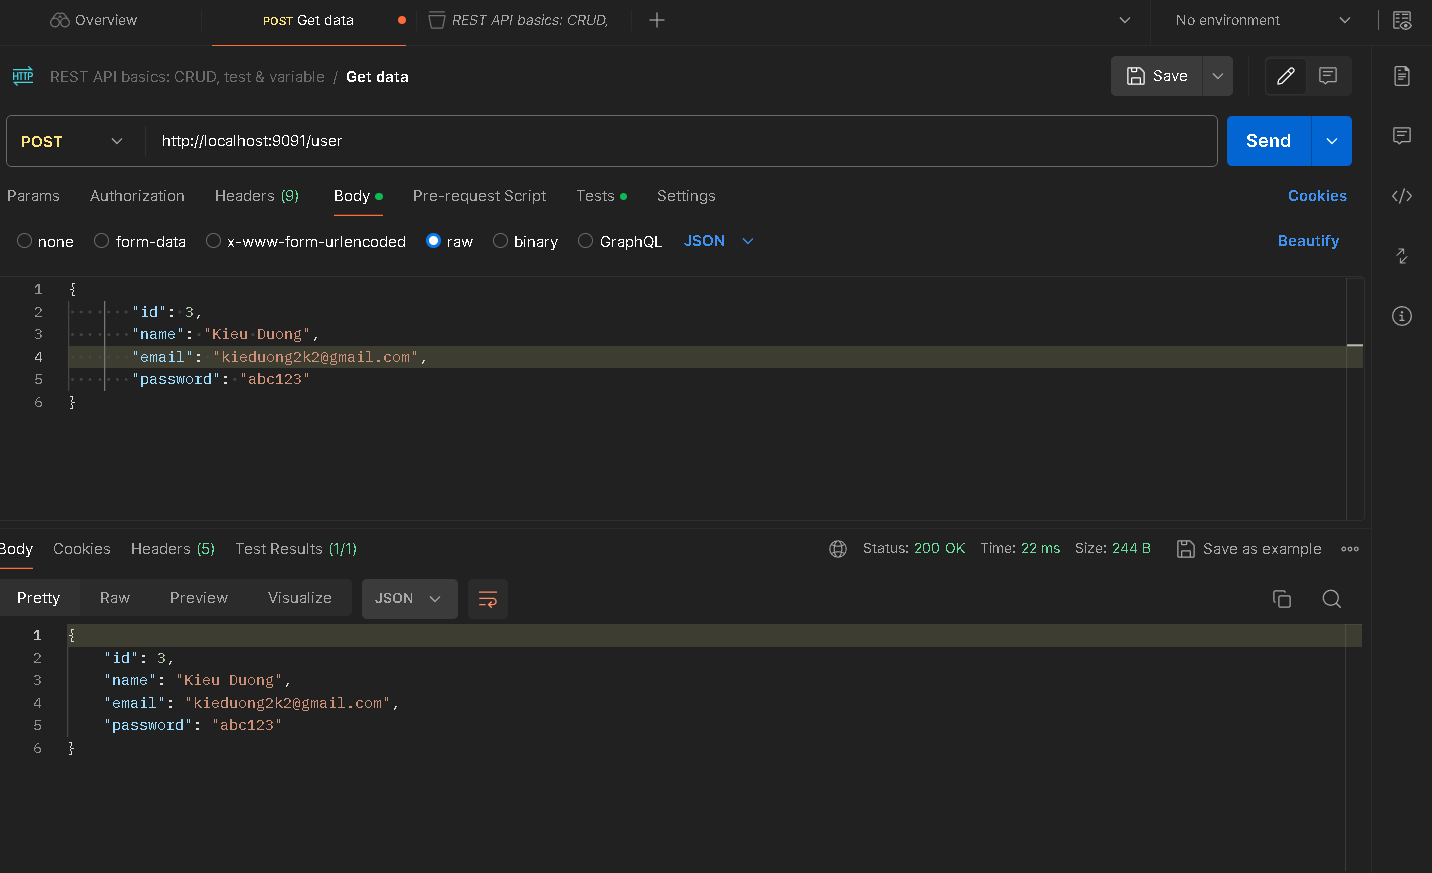 Overview POST Get data REST API basics: CRUD, No environment
HTTP REST API basics: CRUD, test & variable / Get data Save
POST http://localhost:9091/user Send
Params Authorization Headers (9) Body Pre-request Script Tests Settings Cookies
none form-data x-www-form-urlencoded raw binary GraphQL JSON Beautify
1 {
2 "id": 3,
3 "name": "Kieu Duong",
4 "email": "kieduong2k2@gmail.com",
5 "password": "abc123"
6 }
Body Cookies Headers (5) Test Results (1/1) Status: 200 OK Time: 22 ms Size: 244 B Save as example
Pretty Raw Preview Visualize JSON
1 {
2 "id": 3,
3 "name": "Kieu Duong",
4 "email": "kieduong2k2@gmail.com",
5 "password": "abc123"
6 }